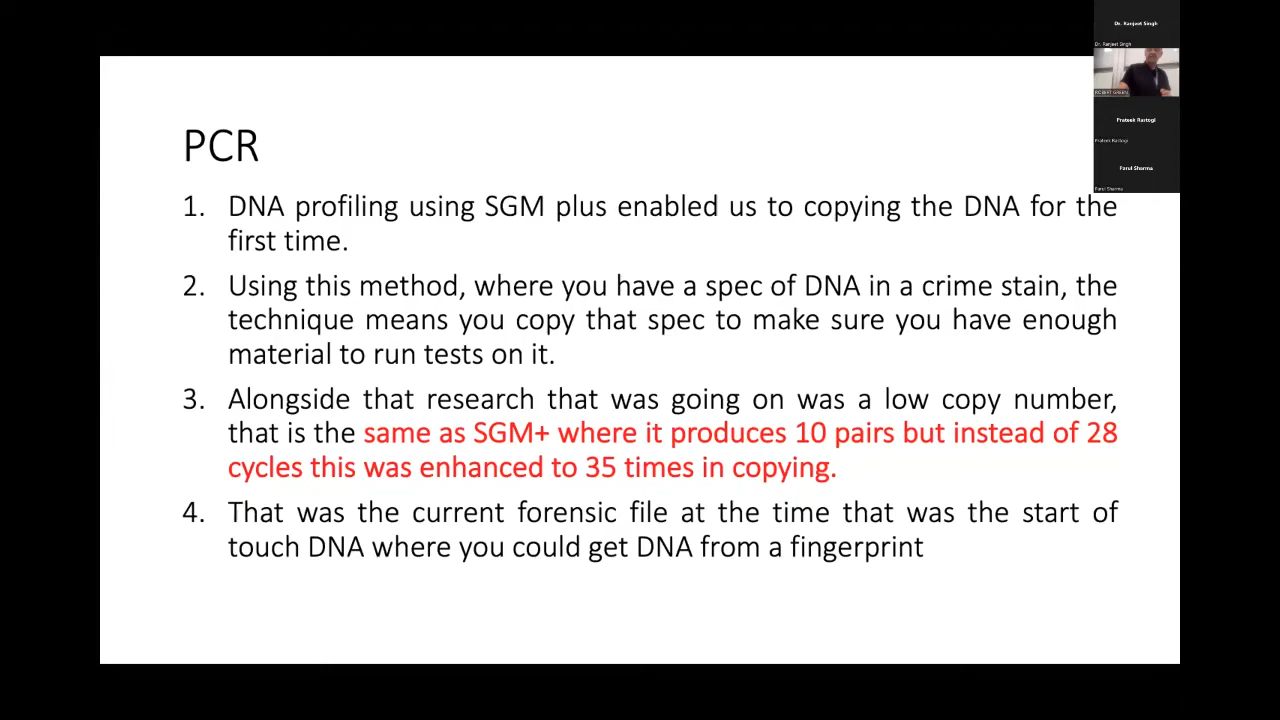 Dr. Ranjeet Singh
Dr. Ranjeet Singh
ROBERT GREEN
Prateek Rastogi
Prateek Rastogi
Parul Sharma
Parul Sharma
PCR
1. DNA profiling using SGM plus enabled us to copying the DNA for the
first time.
2. Using this method, where you have a spec of DNA in a crime stain, the
technique means you copy that spec to make sure you have enough
material to run tests on it.
3. Alongside that research that was going on was a low copy number,
that is the same as SGM+ where it produces 10 pairs but instead of 28
cycles this was enhanced to 35 times in copying.
4. That was the current forensic file at the time that was the start of
touch DNA where you could get DNA from a fingerprint